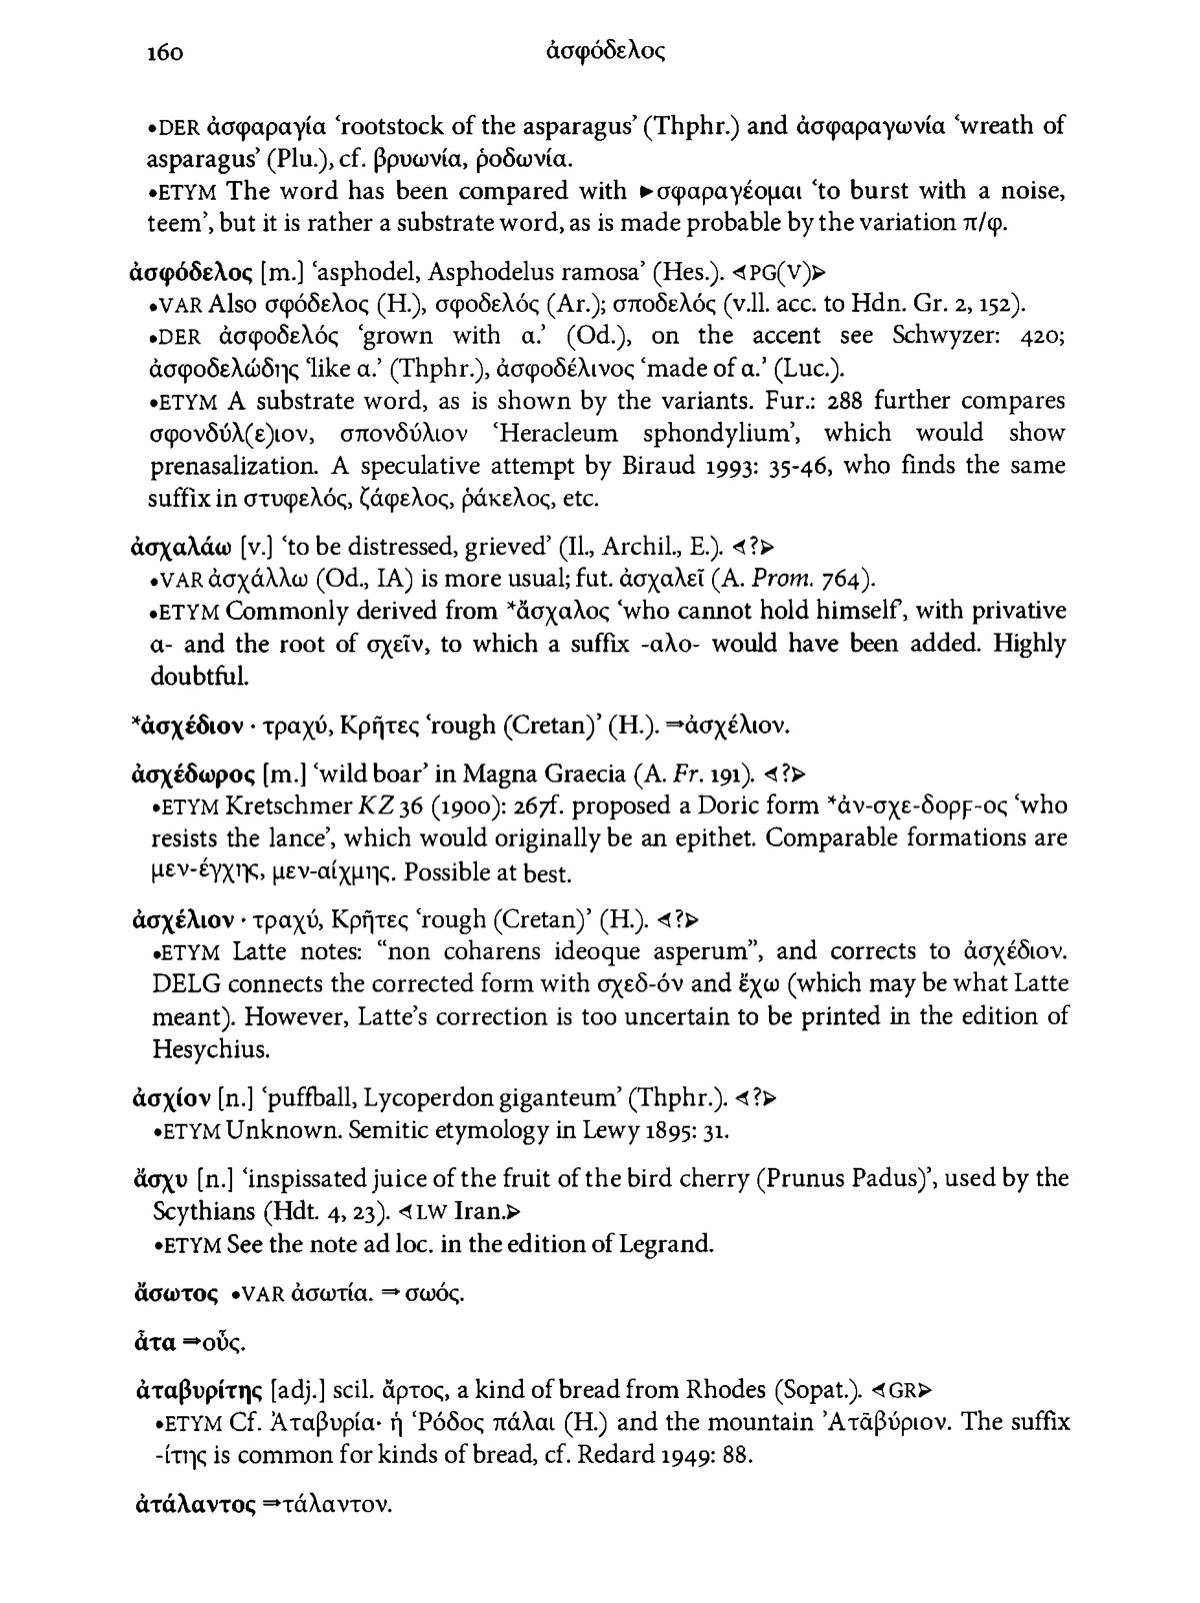 160 ἀσφόδελος
•DER ἀσφαραγία ‘rootstock of the asparagus’ (Thphr.) and ἀσφαραγωνία ‘wreath of
asparagus’ (Plu.), cf. βρυωνία, ῥοδωνία.
•ETYM The word has been compared with ►σφαραγέομαι ‘to burst with a noise,
teem’, but it is rather a substrate word, as is made probable by the variation π/φ.
ἀσφόδελος [m.] ‘asphodel, Asphodelus ramosa’ (Hes.). ⊲PG(V)⊳
•VAR Also σφόδελος (H.), σφοδελός (Ar.); σποδελός (v.ll. acc. to Hdn. Gr. 2, 152).
•DER ἀσφοδελός ‘grown with α.’ (Od.), on the accent see Schwyzer: 420;
ἀσφοδελώδης ‘like α.’ (Thphr.), ἀσφοδέλινος ‘made of α.’ (Luc.).
•ETYM A substrate word, as is shown by the variants. Fur.: 288 further compares
σφονδύλ(ε)ιον, σπονδύλιον ‘Heracleum sphondylium’, which would show
prenasalization. A speculative attempt by Biraud 1993: 35-46, who finds the same
suffix in στυφελός, ζάφελος, ῥάκελος, etc.
ἀσχαλάω [v.] ‘to be distressed, grieved’ (Il., Archil., E.). ⊲?⊳
•VAR ἀσχάλλω (Od., IA) is more usual; fut. ἀσχαλεῖ (A. Prom. 764).
•ETYM Commonly derived from *ἄσχαλος ‘who cannot hold himself’, with privative
ἀ- and the root of σχεῖν, to which a suffix -αλο- would have been added. Highly
doubtful.
*ἀσχέδιον · τραχύ, Κρῆτες ‘rough (Cretan)’ (H.). ⇒ἀσχέλιον.
ἀσχέδωρος [m.] ‘wild boar’ in Magna Graecia (A. Fr. 191). ⊲?⊳
•ETYM Kretschmer KZ 36 (1900): 267f. proposed a Doric form *ἀν-σχε-δορϝ-ος ‘who
resists the lance’, which would originally be an epithet. Comparable formations are
μεν-έγχης, μεν-αίχμης. Possible at best.
ἀσχέλιον · τραχύ, Κρῆτες ‘rough (Cretan)’ (H.). ⊲?⊳
•ETYM Latte notes: “non coharens ideoque asperum”, and corrects to ἀσχέδιον.
DELG connects the corrected form with σχεδ-όν and ἔχω (which may be what Latte
meant). However, Latte’s correction is too uncertain to be printed in the edition of
Hesychius.
ἀσχίον [n.] ‘puffball, Lycoperdon giganteum’ (Thphr.). ⊲?⊳
•ETYM Unknown. Semitic etymology in Lewy 1895: 31.
ἄσχυ [n.] ‘inspissated juice of the fruit of the bird cherry (Prunus Padus)’, used by the
Scythians (Hdt. 4, 23). ⊲LW Iran.⊳
•ETYM See the note ad loc. in the edition of Legrand.
ἄσωτος •VAR ἀσωτία. ⇒ σωός.
ἆτα ⇒οὖς.
ἀταβυρίτης [adj.] scil. ἄρτος, a kind of bread from Rhodes (Sopat.). ⊲GR⊳
•ETYM Cf. Ἀταβυρία· ἡ Ῥόδος πάλαι (H.) and the mountain Ἀτᾱβύριον. The suffix
-ίτης is common for kinds of bread, cf. Redard 1949: 88.
ἀτάλαντος ⇒τάλαντον.